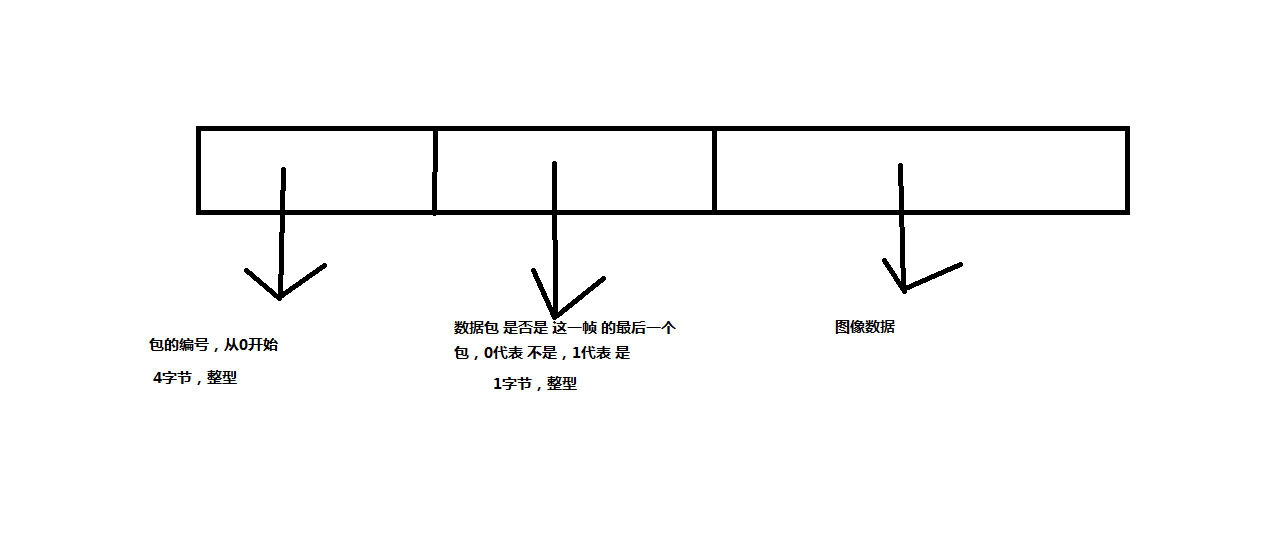 包的编号，从0开始
4字节，整型
数据包 是否是 这一帧 的最后一个
包，0代表 不是，1代表 是
1字节，整型
图像数据